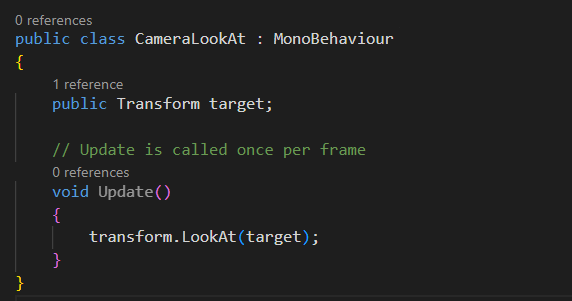 0 references
public class CameraLookAt : MonoBehaviour
{
1 reference
public Transform target;
// Update is called once per frame
0 references
void Update()
{
transform.LookAt(target);
}
}